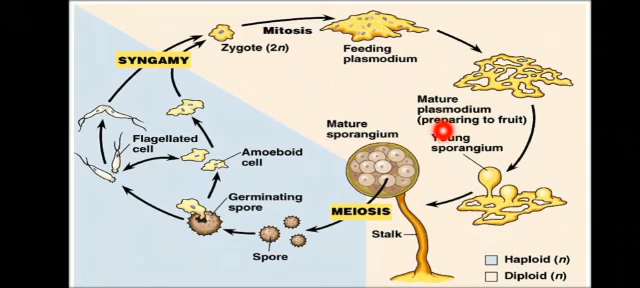 Mitosis
Zygote (2n)
Feeding
plasmodium
SYNGAMY
Mature
plasmodium
(preparing to fruit)
Young
sporangium
Mature
sporangium
Flagellated
cell
Amoeboid
cell
Germinating
spore
MEIOSIS
Stalk
Spore
Haploid (n)
Diploid (n)